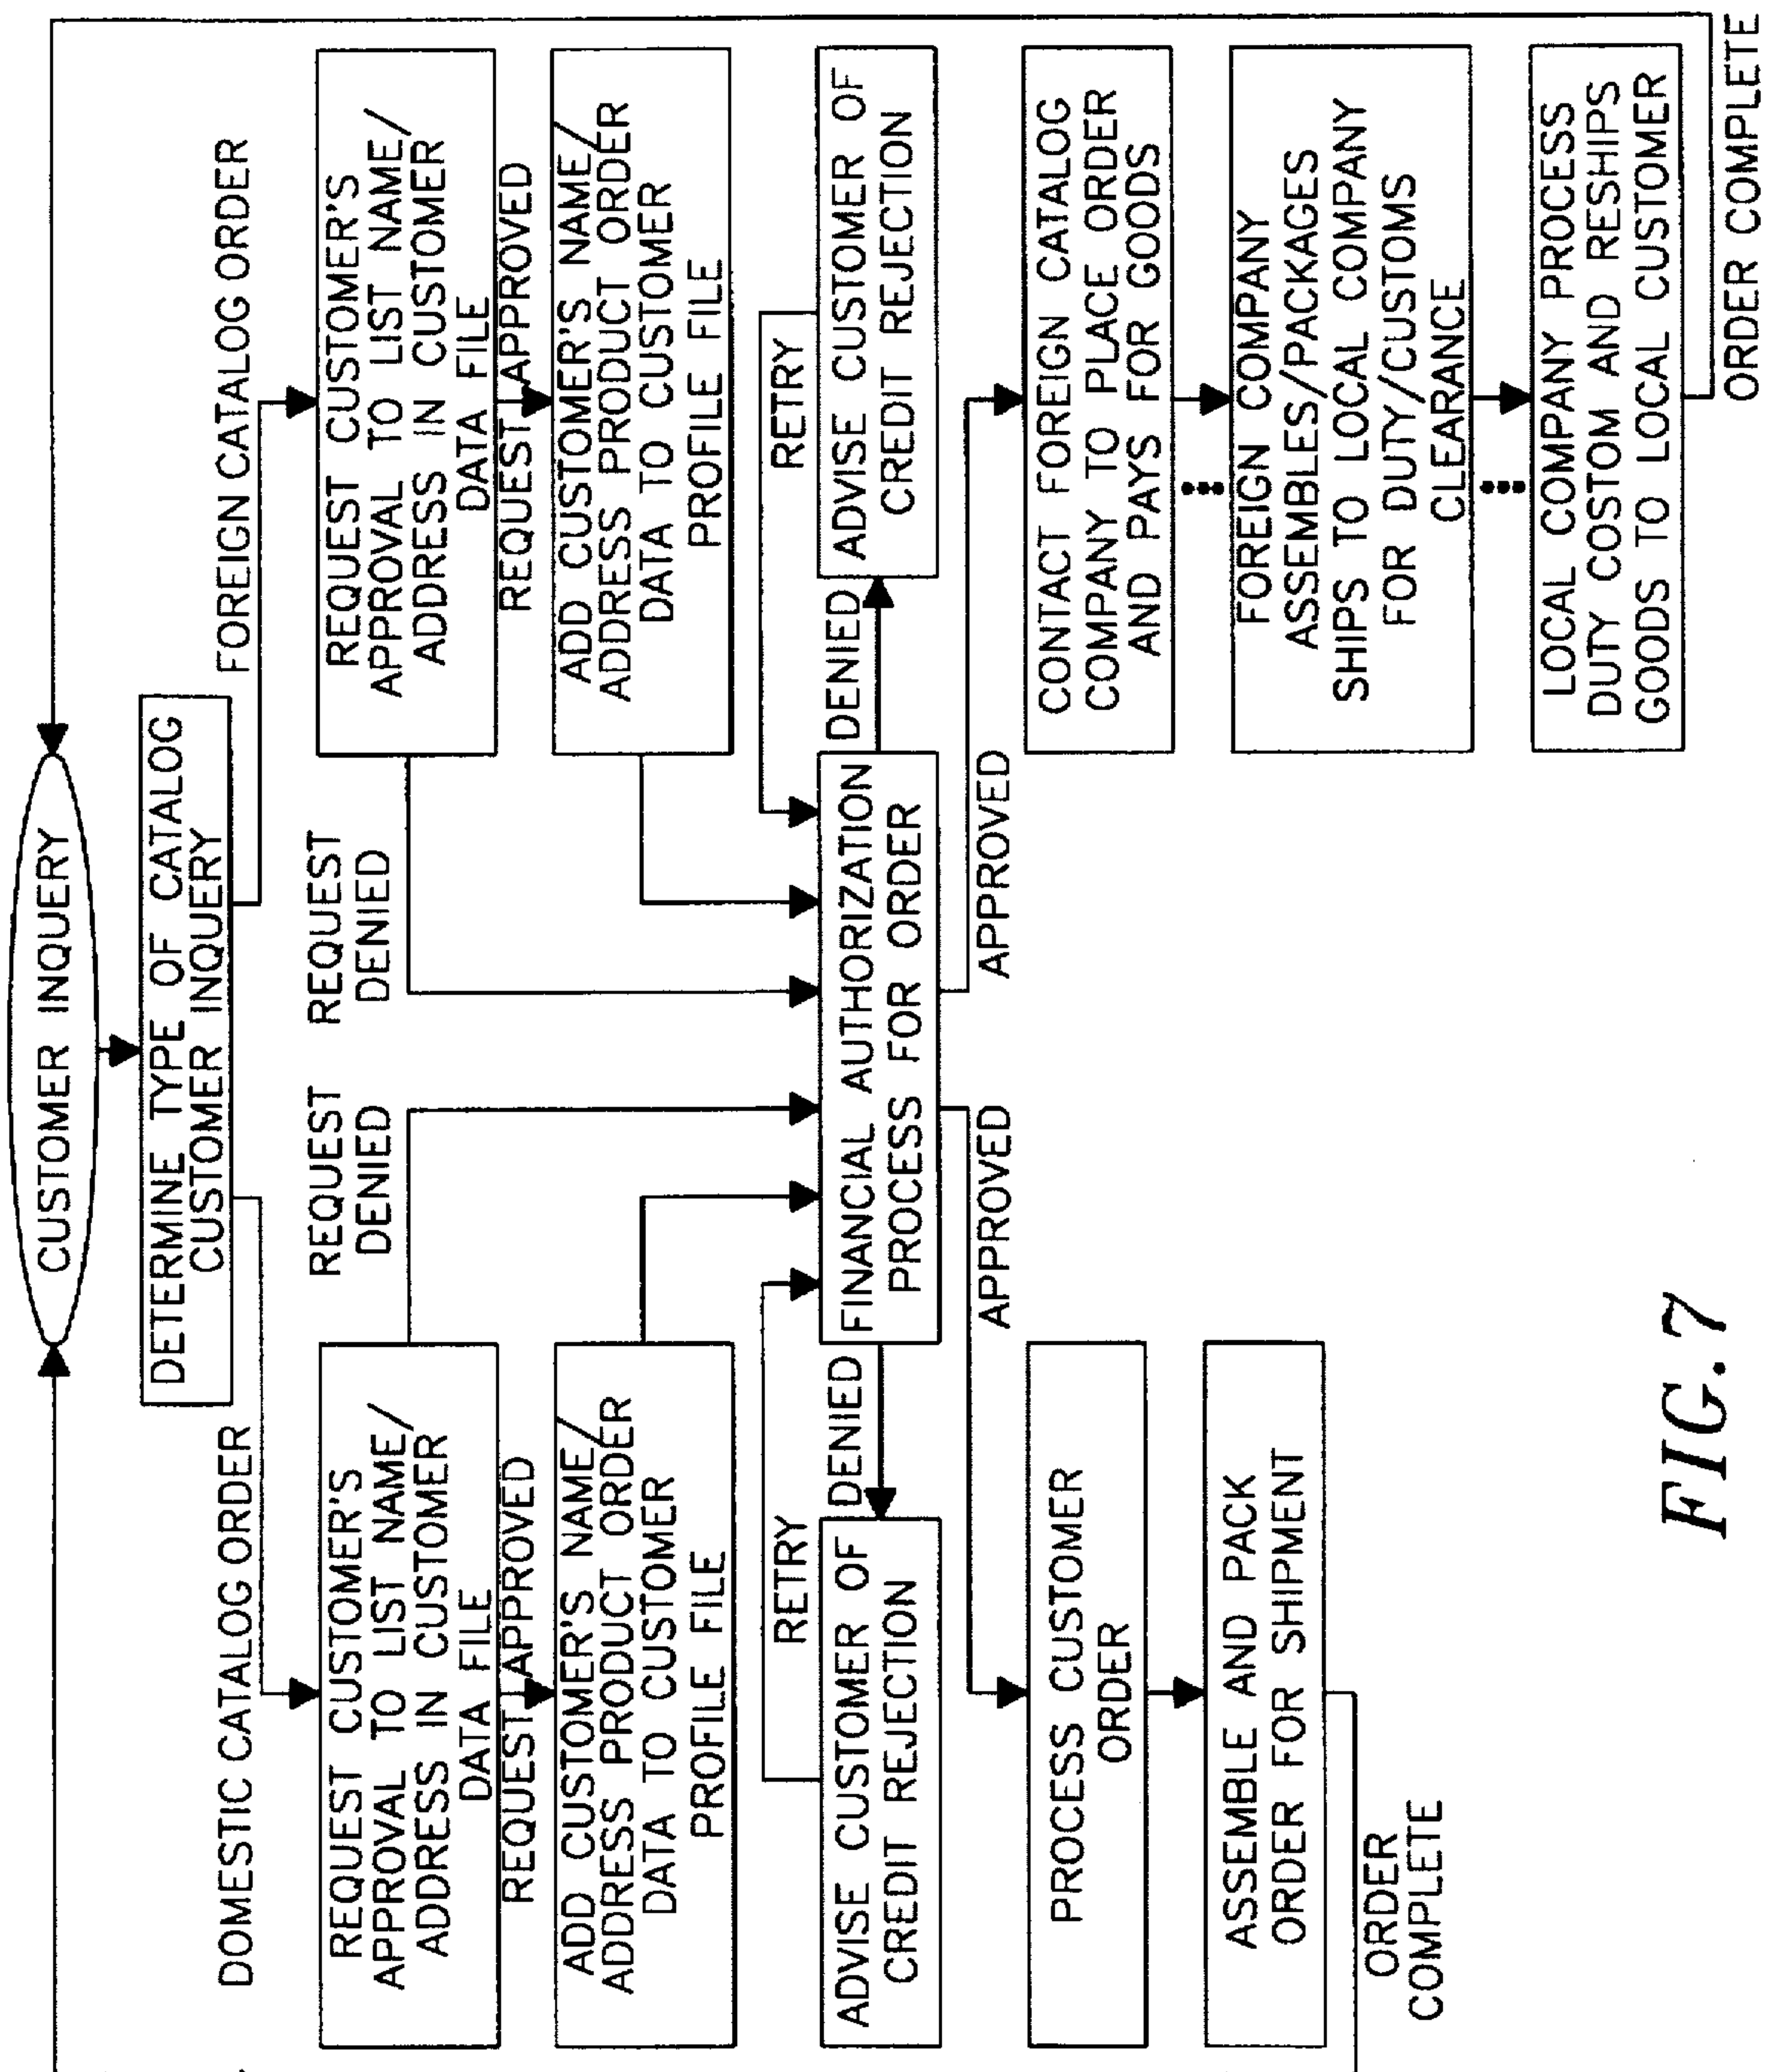 CUSTOMER INQUERY
DETERMINE TYPE OF CATALOG
CUSTOMER INQUERY
DOMESTIC CATALOG ORDER
FOREIGN CATALOG ORDER
REQUEST CUSTOMER'S
APPROVAL TO LIST NAME/
ADDRESS IN CUSTOMER
DATA FILE
REQUEST
DENIED
REQUEST
DENIED
REQUEST CUSTOMER'S
APPROVAL TO LIST NAME/
ADDRESS IN CUSTOMER
DATA FILE
REQUEST APPROVED
REQUEST APPROVED
ADD CUSTOMER'S NAME/
ADDRESS PRODUCT ORDER
DATA TO CUSTOMER
PROFILE FILE
ADD CUSTOMER'S NAME/
ADDRESS PRODUCT ORDER
DATA TO CUSTOMER
PROFILE FILE
RETRY
RETRY
ADVISE CUSTOMER OF
CREDIT REJECTION
DENIED
FINANCIAL AUTHORIZATION
PROCESS FOR ORDER
DENIED
ADVISE CUSTOMER OF
CREDIT REJECTION
APPROVED
APPROVED
PROCESS CUSTOMER
ORDER
CONTACT FOREIGN CATALOG
COMPANY TO PLACE ORDER
AND PAYS FOR GOODS
ASSEMBLE AND PACK
ORDER FOR SHIPMENT
FOREIGN COMPANY
ASSEMBLES/PACKAGES
SHIPS TO LOCAL COMPANY
FOR DUTY/CUSTOMS
CLEARANCE
ORDER
COMPLETE
LOCAL COMPANY PROCESS
DUTY COSTOM AND RESHIPS
GOODS TO LOCAL CUSTOMER
ORDER COMPLETE
FIG.7